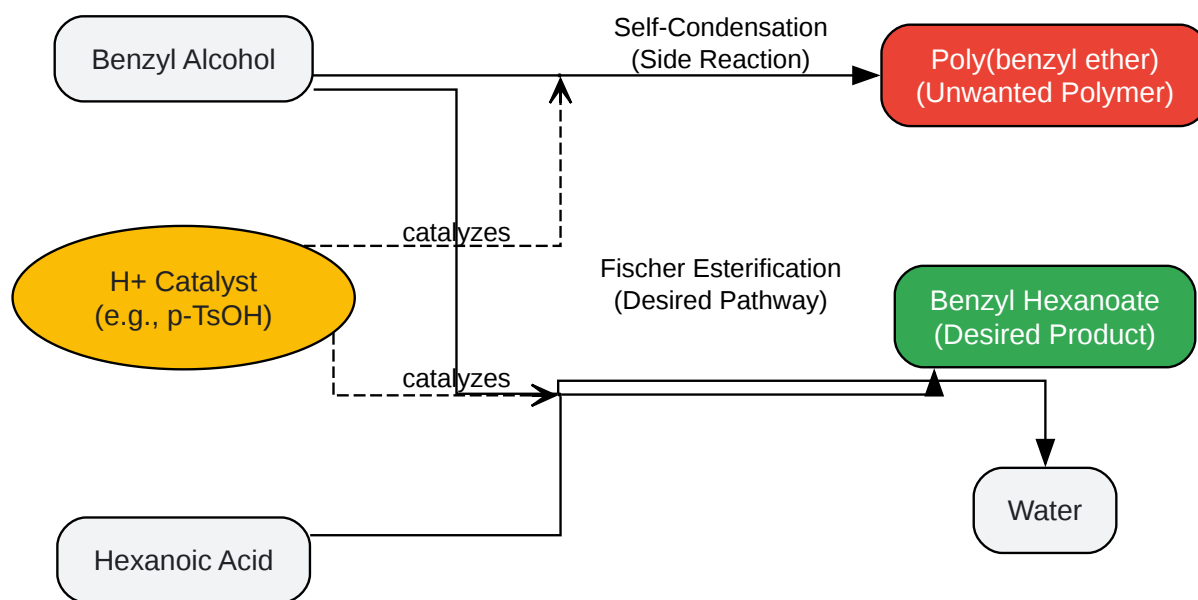 Benzyl Alcohol
Self-Condensation
(Side Reaction)
Poly(benzyl ether)
(Unwanted Polymer)
catalyzes
H+ Catalyst
(e.g., p-TsOH)
Fischer Esterification
(Desired Pathway)
Benzyl Hexanoate
(Desired Product)
catalyzes
Water
Hexanoic Acid